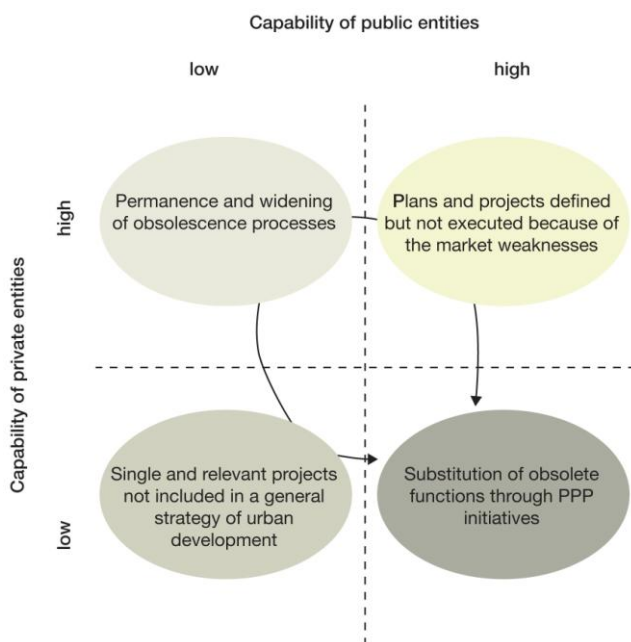 Capability of public entities
low
high
Capability of private entities
high
low
Permanence and widening
of obsolescence processes
Plans and projects defined
but not executed because of
the market weaknesses
Single and relevant projects
not included in a general
strategy of urban
development
Substitution of obsolete
functions through PPP
initiatives